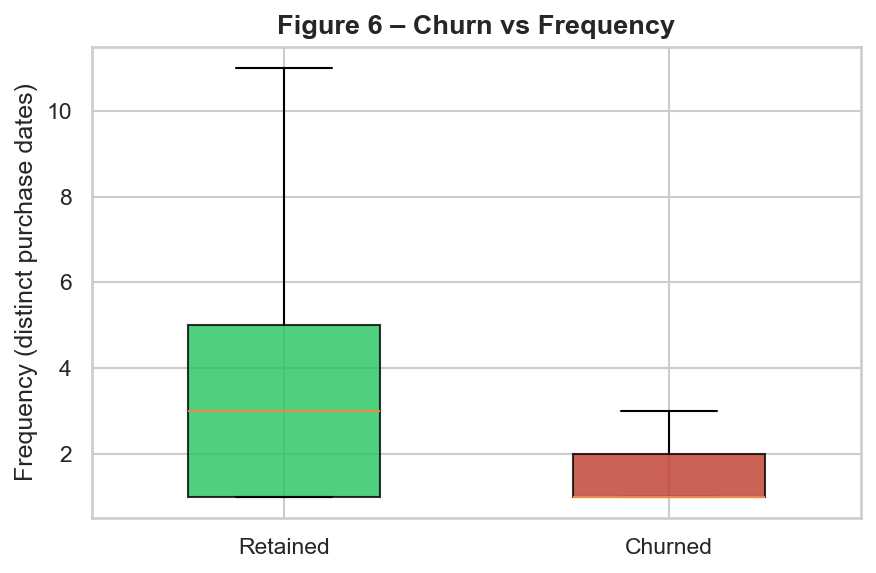 Figure 6 – Churn vs Frequency
Frequency (distinct purchase dates)
10
8
6
4
2
Retained
Churned